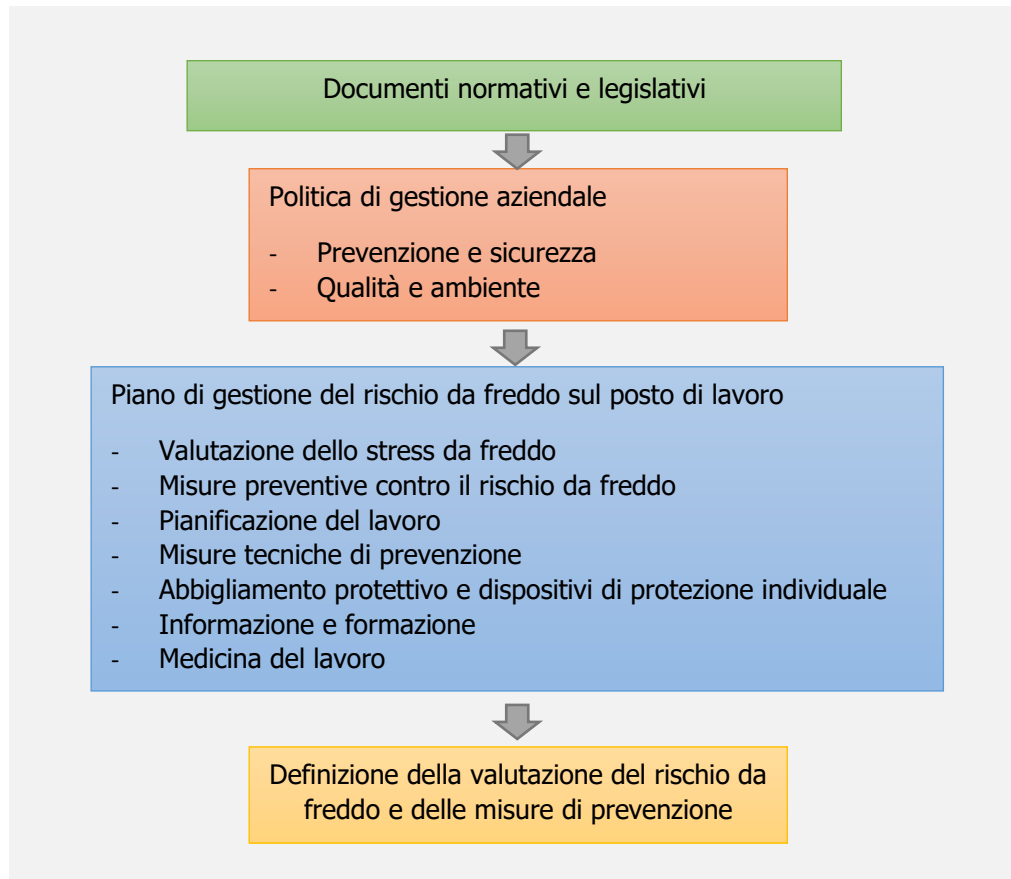 Documenti normativi e legislativi
Politica di gestione aziendale
- Prevenzione e sicurezza
- Qualità e ambiente
Piano di gestione del rischio da freddo sul posto di lavoro
- Valutazione dello stress da freddo
- Misure preventive contro il rischio da freddo
- Pianificazione del lavoro
- Misure tecniche di prevenzione
- Abbigliamento protettivo e dispositivi di protezione individuale
- Informazione e formazione
- Medicina del lavoro
Definizione della valutazione del rischio da
freddo e delle misure di prevenzione